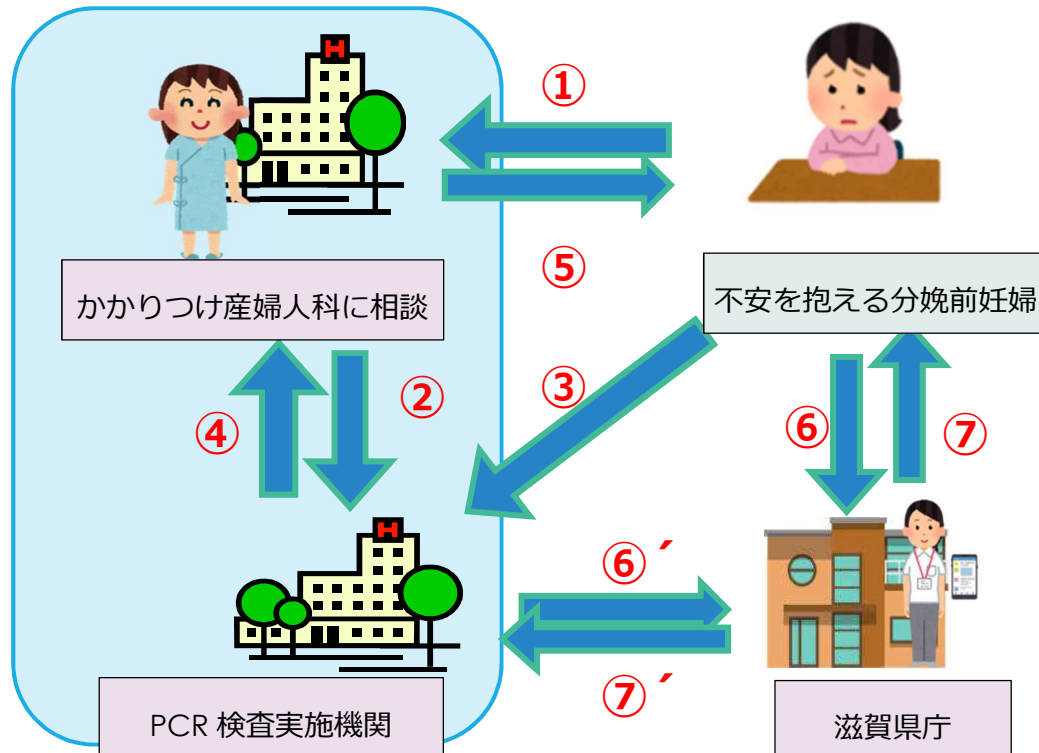 H
①
⑤
かかりつけ産婦人科に相談
不安を抱える分娩前妊婦
③
②
④
⑥
⑦
H
⑥´
⑦´
PCR 検査実施機関
滋賀県庁